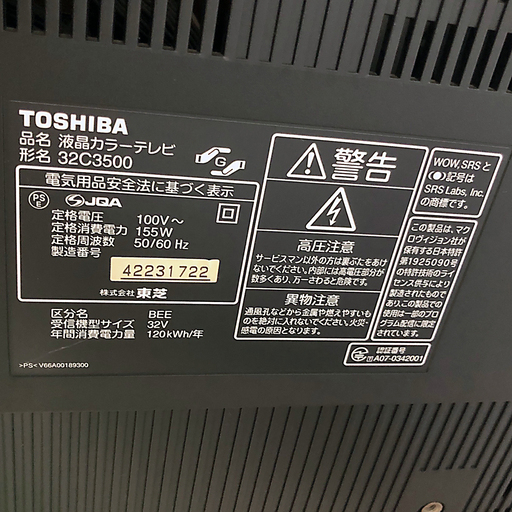 TOSHIBA
品名 液晶カラーテレビ
形名 32C3500
G
電気用品安全法に基づく表示
PS
E
JQA
定格電圧 100V～
定格消費電力 155W
定格周波数 50/60 Hz
42231722
株式会社 東芝
区分名 BEE
受信機型サイズ 32V
年間消費電力量 120kWh/年
>PS< V66A00189300
警告
高圧注意
サービスマン以外の方は裏ぶたをあけ
ないでください。内部には高電圧部分が
数多くあり、万一さわると危険です。
異物注意
通風孔などから金属や燃えやすいもの
を絶対に入れないでください。火災・
感電の原因になります。
WOW, SRS と
(●)記号は
SRS Labs, Inc.
の商標です。
この製品は、マク
ロヴィジョン社が
保有する日本特許
第1925090号
の特許技術のライ
センス供与により
製造されたもので
ありこの製品の
使用は一部のプロ
グラム配信に限定
されています。
認証番号
A07-0342001